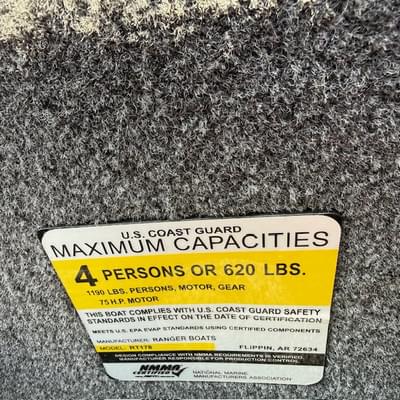 U.S. COAST GUARD
MAXIMUM CAPACITIES
4 PERSONS OR 620 LBS.
1190 LBS. PERSONS, MOTOR, GEAR
75 H.P. MOTOR
THIS BOAT COMPLIES WITH U.S. COAST GUARD SAFETY
STANDARDS IN EFFECT ON THE DATE OF CERTIFICATION
MEETS U.S. EPA EVAP STANDARDS USING CERTIFIED COMPONENTS
MANUFACTURER: RANGER BOATS
MODEL: RT178 FLIPPIN, AR 72634
DESIGN COMPLIANCE WITH NMMA REQUIREMENTS IS VERIFIED.
MANUFACTURER RESPONSIBLE FOR PRODUCTION CONTROL.
NMMA
CERTIFIED
NATIONAL MARINE
MANUFACTURERS ASSOCIATION